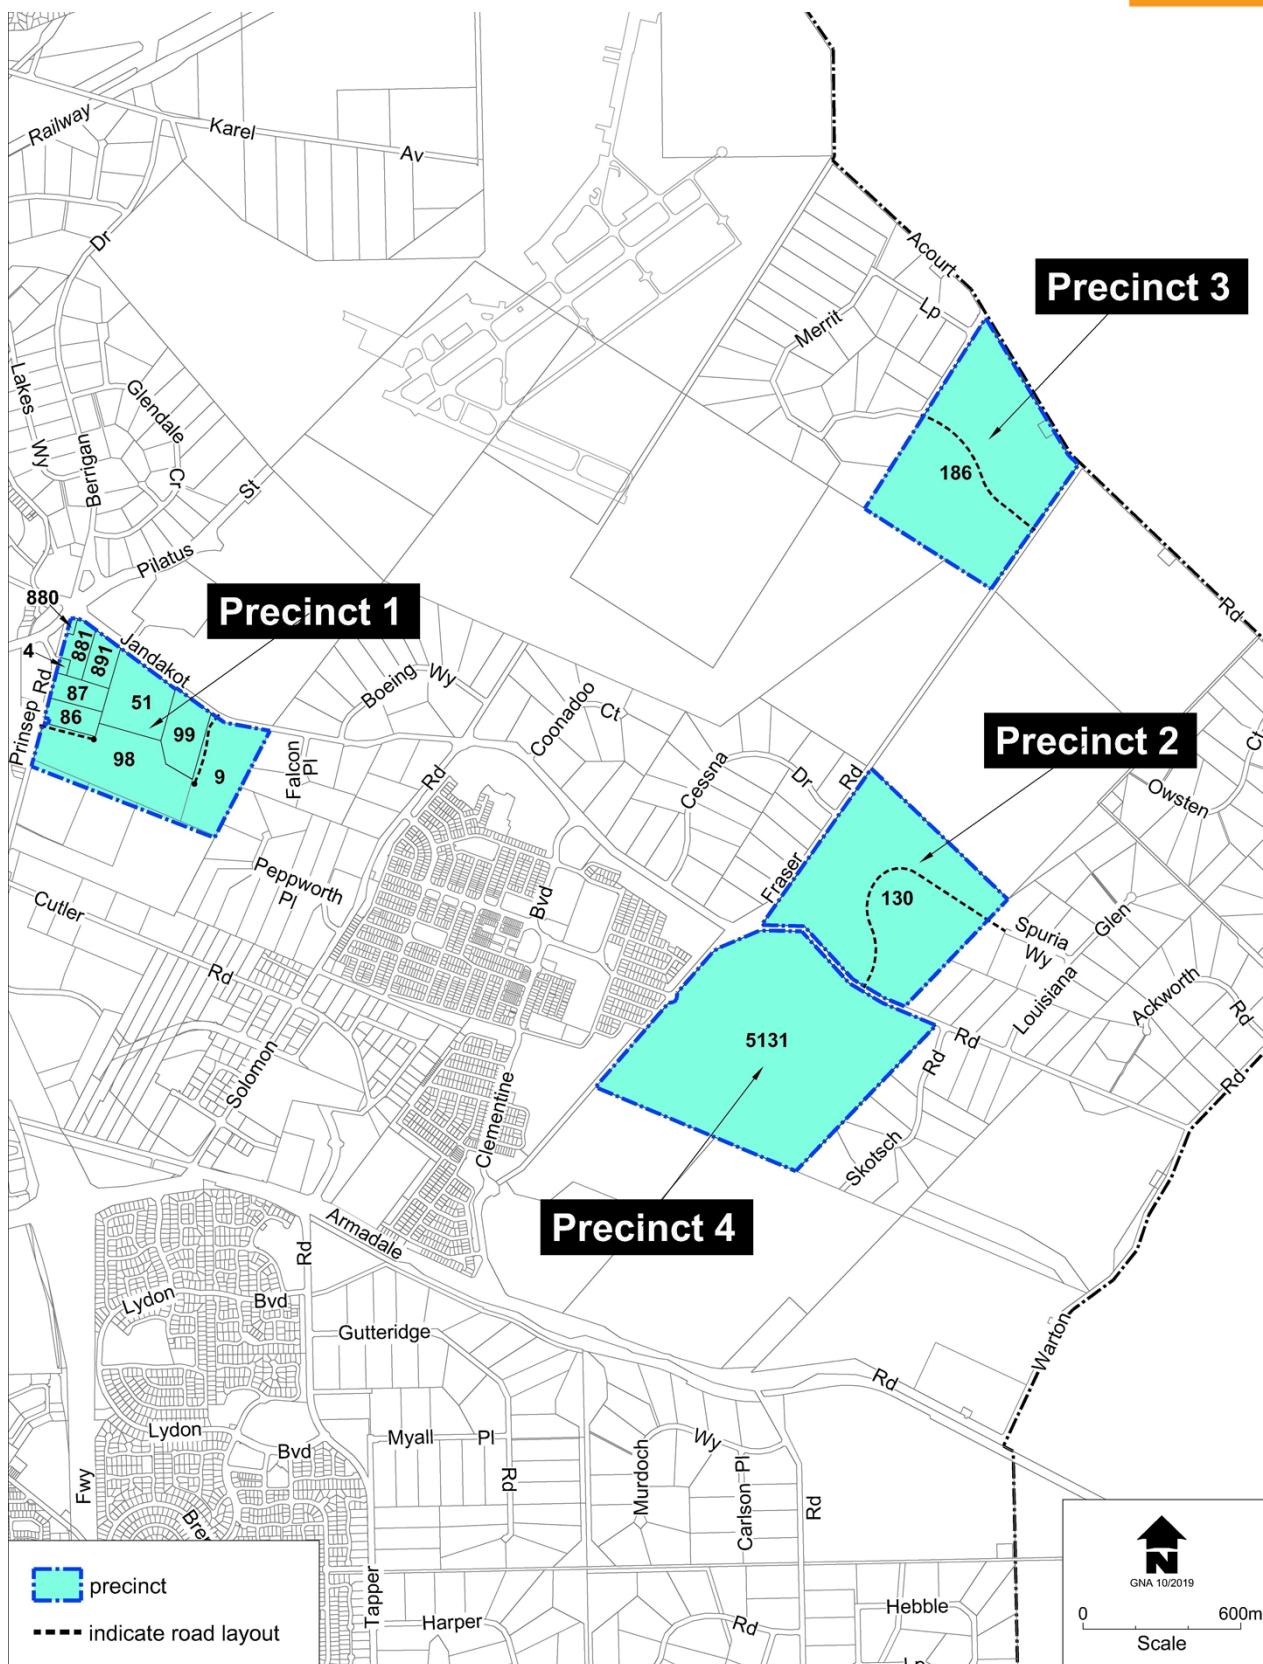 Railway
Karel
Av
Dr
Acourt
Precinct 3
Lp
Merrit
Lakes
Wy
Glendale
Cr
Berrigan
St
186
Pilatus
880
Precinct 1
Rd
4
881
891
Jandakot
Boeing
Wy
Rd
87
51
Coonadoo
Ct
86
99
Precinct 2
Prinsep
98
9
Falcon
Pl
Rd
Cessna
Dr
Rd
Ct
Owsten
Fraser
130
Peppworth
Pl
Bvd
Cutler
Spuria
Wy
Glen
Rd
Louisiana
Ackworth
Rd
5131
Rd
Rd
Solomon
Clementine
Rd
Skotsch
Precinct 4
Armadale
Rd
Lydon
Bvd
Gutteridge
Warton
Rd
Lydon
Bvd
Myall
Pl
Wy
Fwy
Rd
Murdoch
Carlson Pl
Rd
Bre
N
GNA 10/2019
precinct
Tapper
Hebble
0
600m
indicate road layout
Harper
Rd
Scale
Lp